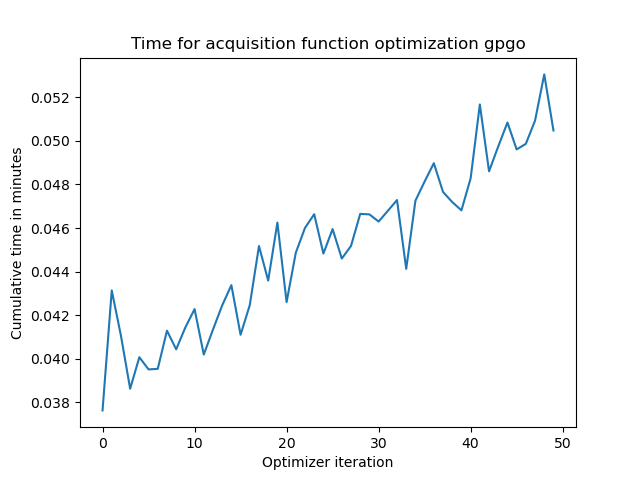 Time for acquisition function optimization gpgo
0.052
0.050
0.048
0.046
0.044
0.042
0.040
0.038
Cumulative time in minutes
0 10 20 30 40 50
Optimizer iteration